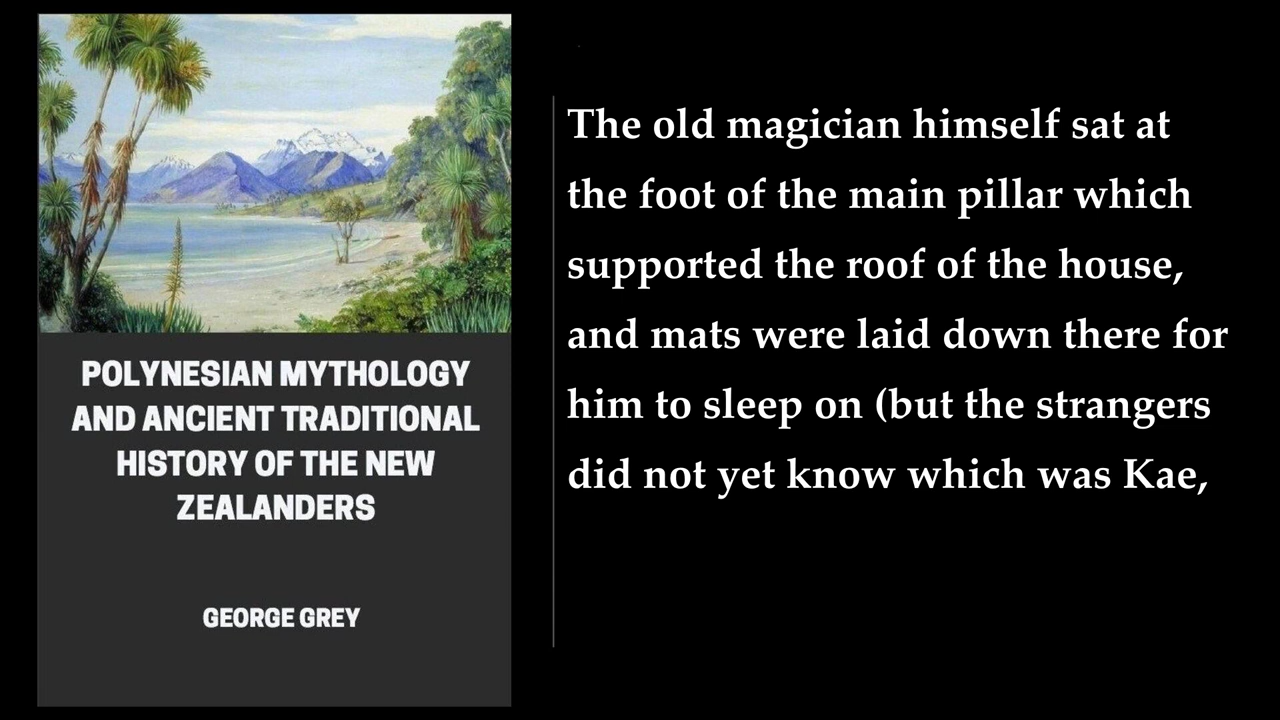 POLYNESIAN MYTHOLOGY
AND ANCIENT TRADITIONAL
HISTORY OF THE NEW
ZEALANDERS
GEORGE GREY
The old magician himself sat at
the foot of the main pillar which
supported the roof of the house,
and mats were laid down there for
him to sleep on (but the strangers
did not yet know which was Kae,